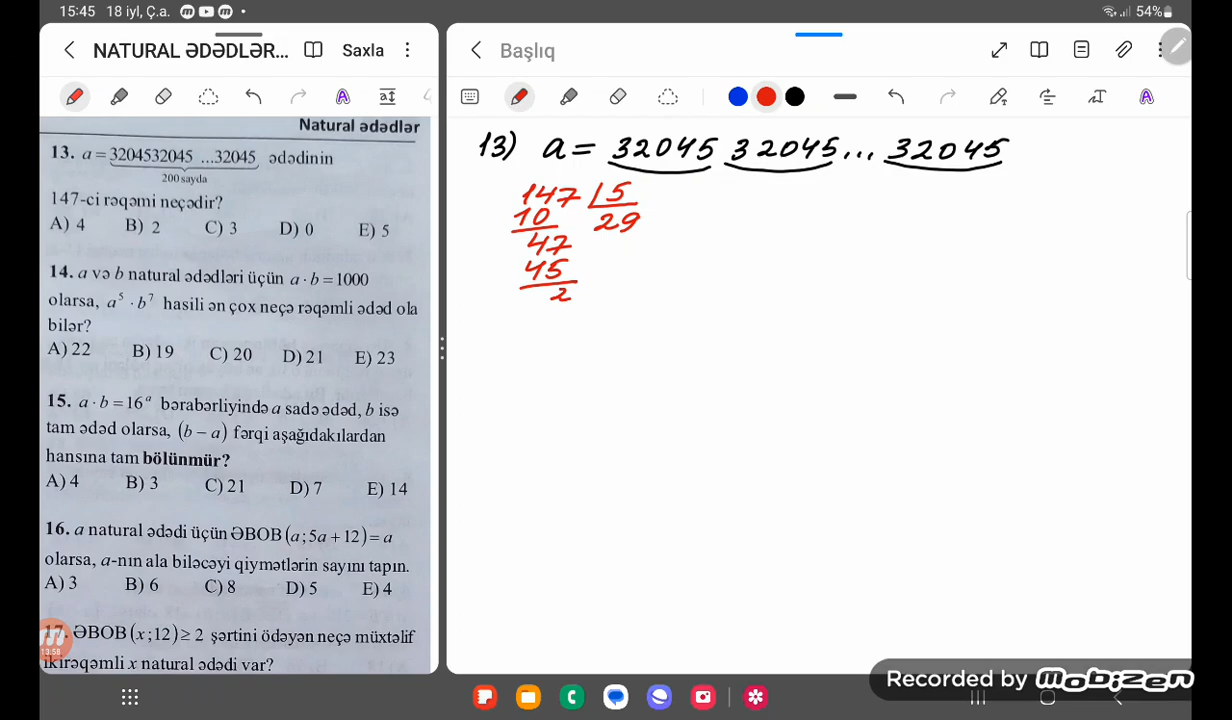 15:45 18 iyl, Ç.a. 54%
NATURAL ƏDƏDLƏR... Saxla
Başlıq
Natural ədədlər
13. a = 3204532045 ...32045 ədədinin
200 sayda
147-ci rəqəmi neçədir?
A) 4 B) 2 C) 3 D) 0 E) 5
14. a və b natural ədədləri üçün a · b = 1000
olarsa, a⁵ · b⁷ hasili ən çox neçə rəqəmli ədəd ola
bilər?
A) 22 B) 19 C) 20 D) 21 E) 23
15. a · b = 16ᵃ bərabərliyində a sadə ədəd, b isə
tam ədəd olarsa, (b − a) fərqi aşağıdakılardan
hansına tam bölünmür?
A) 4 B) 3 C) 21 D) 7 E) 14
16. a natural ədədi üçün ƏBOB (a ; 5a + 12) = a
olarsa, a-nın ala biləcəyi qiymətlərin sayını tapın.
A) 3 B) 6 C) 8 D) 5 E) 4
17. ƏBOB (x ; 12) ≥ 2 şərtini ödəyən neçə müxtəlif
ikirəqəmli x natural ədədi var?
13:58
13) a = 32045 32045 ... 32045
147 5
10 29
47
45
2
Recorded by mobizen